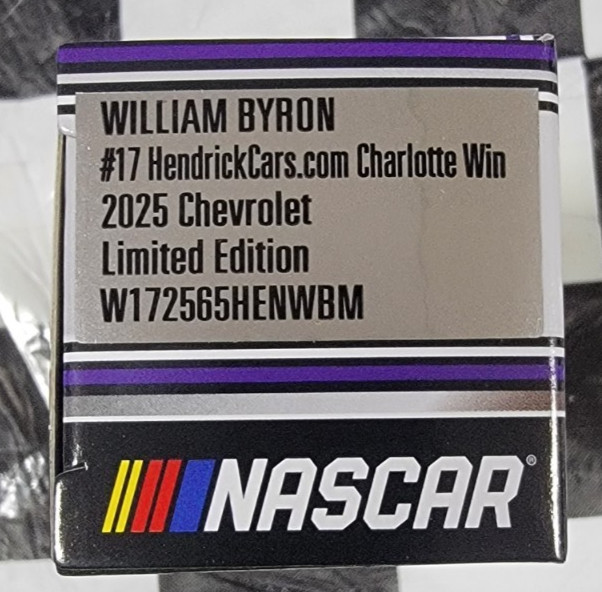 WILLIAM BYRON
#17 HendrickCars.com Charlotte Win
2025 Chevrolet
Limited Edition
W172565HENWBM
NASCAR®